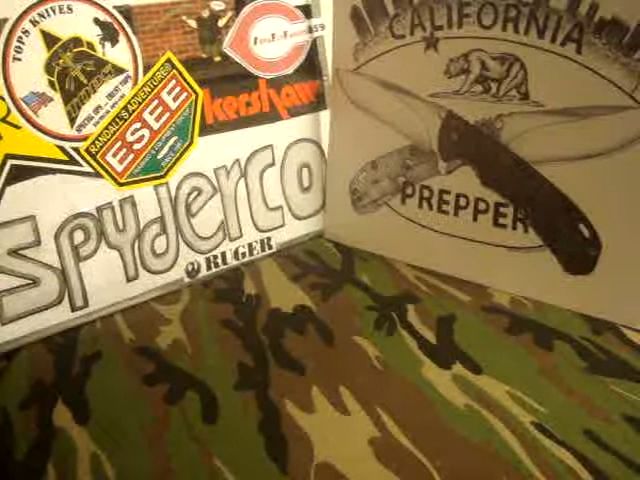 TOPS KNIVES
RANDALL'S ADVENTURE
ESEE
kershaw
Spyderco
RUGER
CALIFORNIA
PREPPER